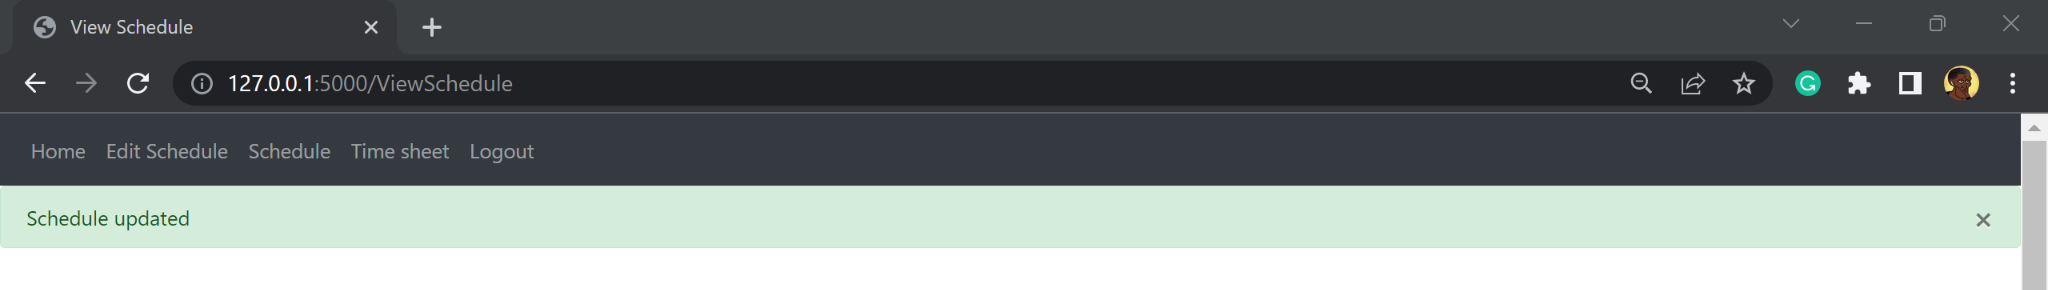 View Schedule
127.0.0.1:5000/ViewSchedule
Home Edit Schedule Schedule Time sheet Logout
Schedule updated